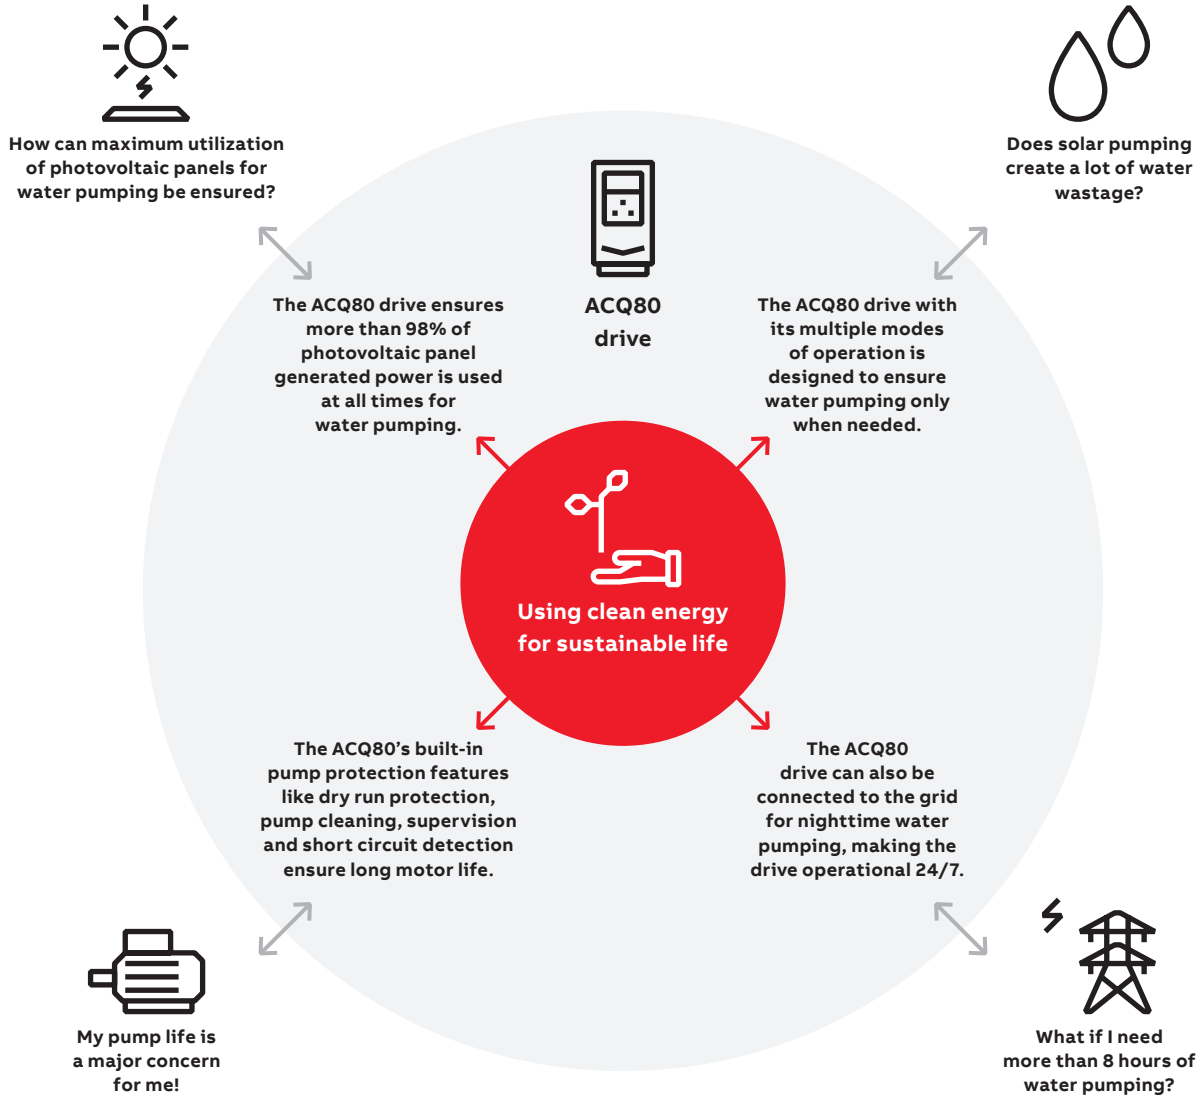 How can maximum utilization
of photovoltaic panels for
water pumping be ensured?
Does solar pumping
create a lot of water
wastage?
ACQ80
drive
The ACQ80 drive ensures
more than 98% of
photovoltaic panel
generated power is used
at all times for
water pumping.
The ACQ80 drive with
its multiple modes
of operation is
designed to ensure
water pumping only
when needed.
Using clean energy
for sustainable life
The ACQ80’s built-in
pump protection features
like dry run protection,
pump cleaning, supervision
and short circuit detection
ensure long motor life.
The ACQ80
drive can also be
connected to the grid
for nighttime water
pumping, making the
drive operational 24/7.
My pump life is
a major concern
for me!
What if I need
more than 8 hours of
water pumping?